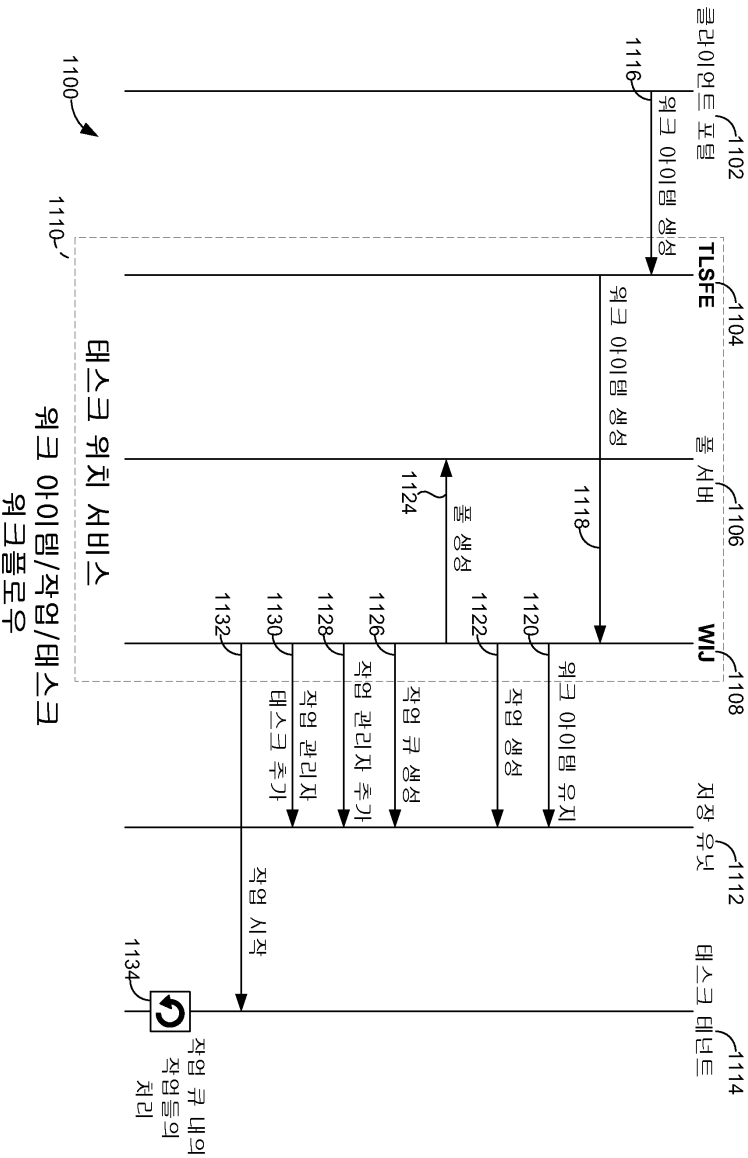 클라이언트 포털
1102
TLSFE
1104
풀 서버
1106
WIJ
1108
저장 유닛
1112
태스크 테넌트
1114
1116
워크 아이템 생성
워크 아이템 생성
1118
1120
워크 아이템 유지
1122
작업 생성
1124
풀 생성
1126
작업 큐 생성
1128
작업 관리자 추가
1130
작업 관리자
태스크 추가
1132
작업 시작
1134
작업 큐 내의
작업들의
처리
1100
1110
태스크 위치 서비스
워크 아이템/작업/태스크
워크플로우